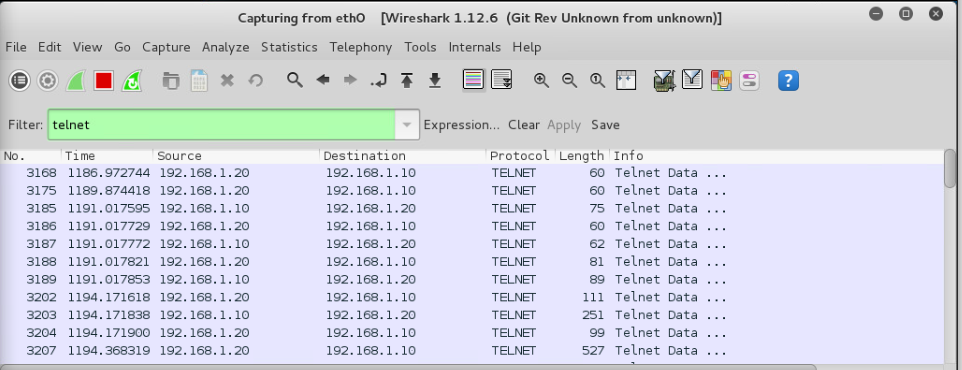 Capturing from eth0 [Wireshark 1.12.6 (Git Rev Unknown from unknown)]
File Edit View Go Capture Analyze Statistics Telephony Tools Internals Help
Filter: telnet Expression... Clear Apply Save
No. Time Source Destination Protocol Length Info
3168 1186.972744 192.168.1.20 192.168.1.10 TELNET 60 Telnet Data ...
3175 1189.874418 192.168.1.20 192.168.1.10 TELNET 60 Telnet Data ...
3185 1191.017595 192.168.1.10 192.168.1.20 TELNET 75 Telnet Data ...
3186 1191.017729 192.168.1.10 192.168.1.20 TELNET 60 Telnet Data ...
3187 1191.017772 192.168.1.10 192.168.1.20 TELNET 62 Telnet Data ...
3188 1191.017821 192.168.1.20 192.168.1.10 TELNET 81 Telnet Data ...
3189 1191.017853 192.168.1.10 192.168.1.20 TELNET 89 Telnet Data ...
3202 1194.171618 192.168.1.20 192.168.1.10 TELNET 111 Telnet Data ...
3203 1194.171838 192.168.1.10 192.168.1.20 TELNET 251 Telnet Data ...
3204 1194.171900 192.168.1.20 192.168.1.10 TELNET 99 Telnet Data ...
3207 1194.368319 192.168.1.20 192.168.1.10 TELNET 527 Telnet Data ...